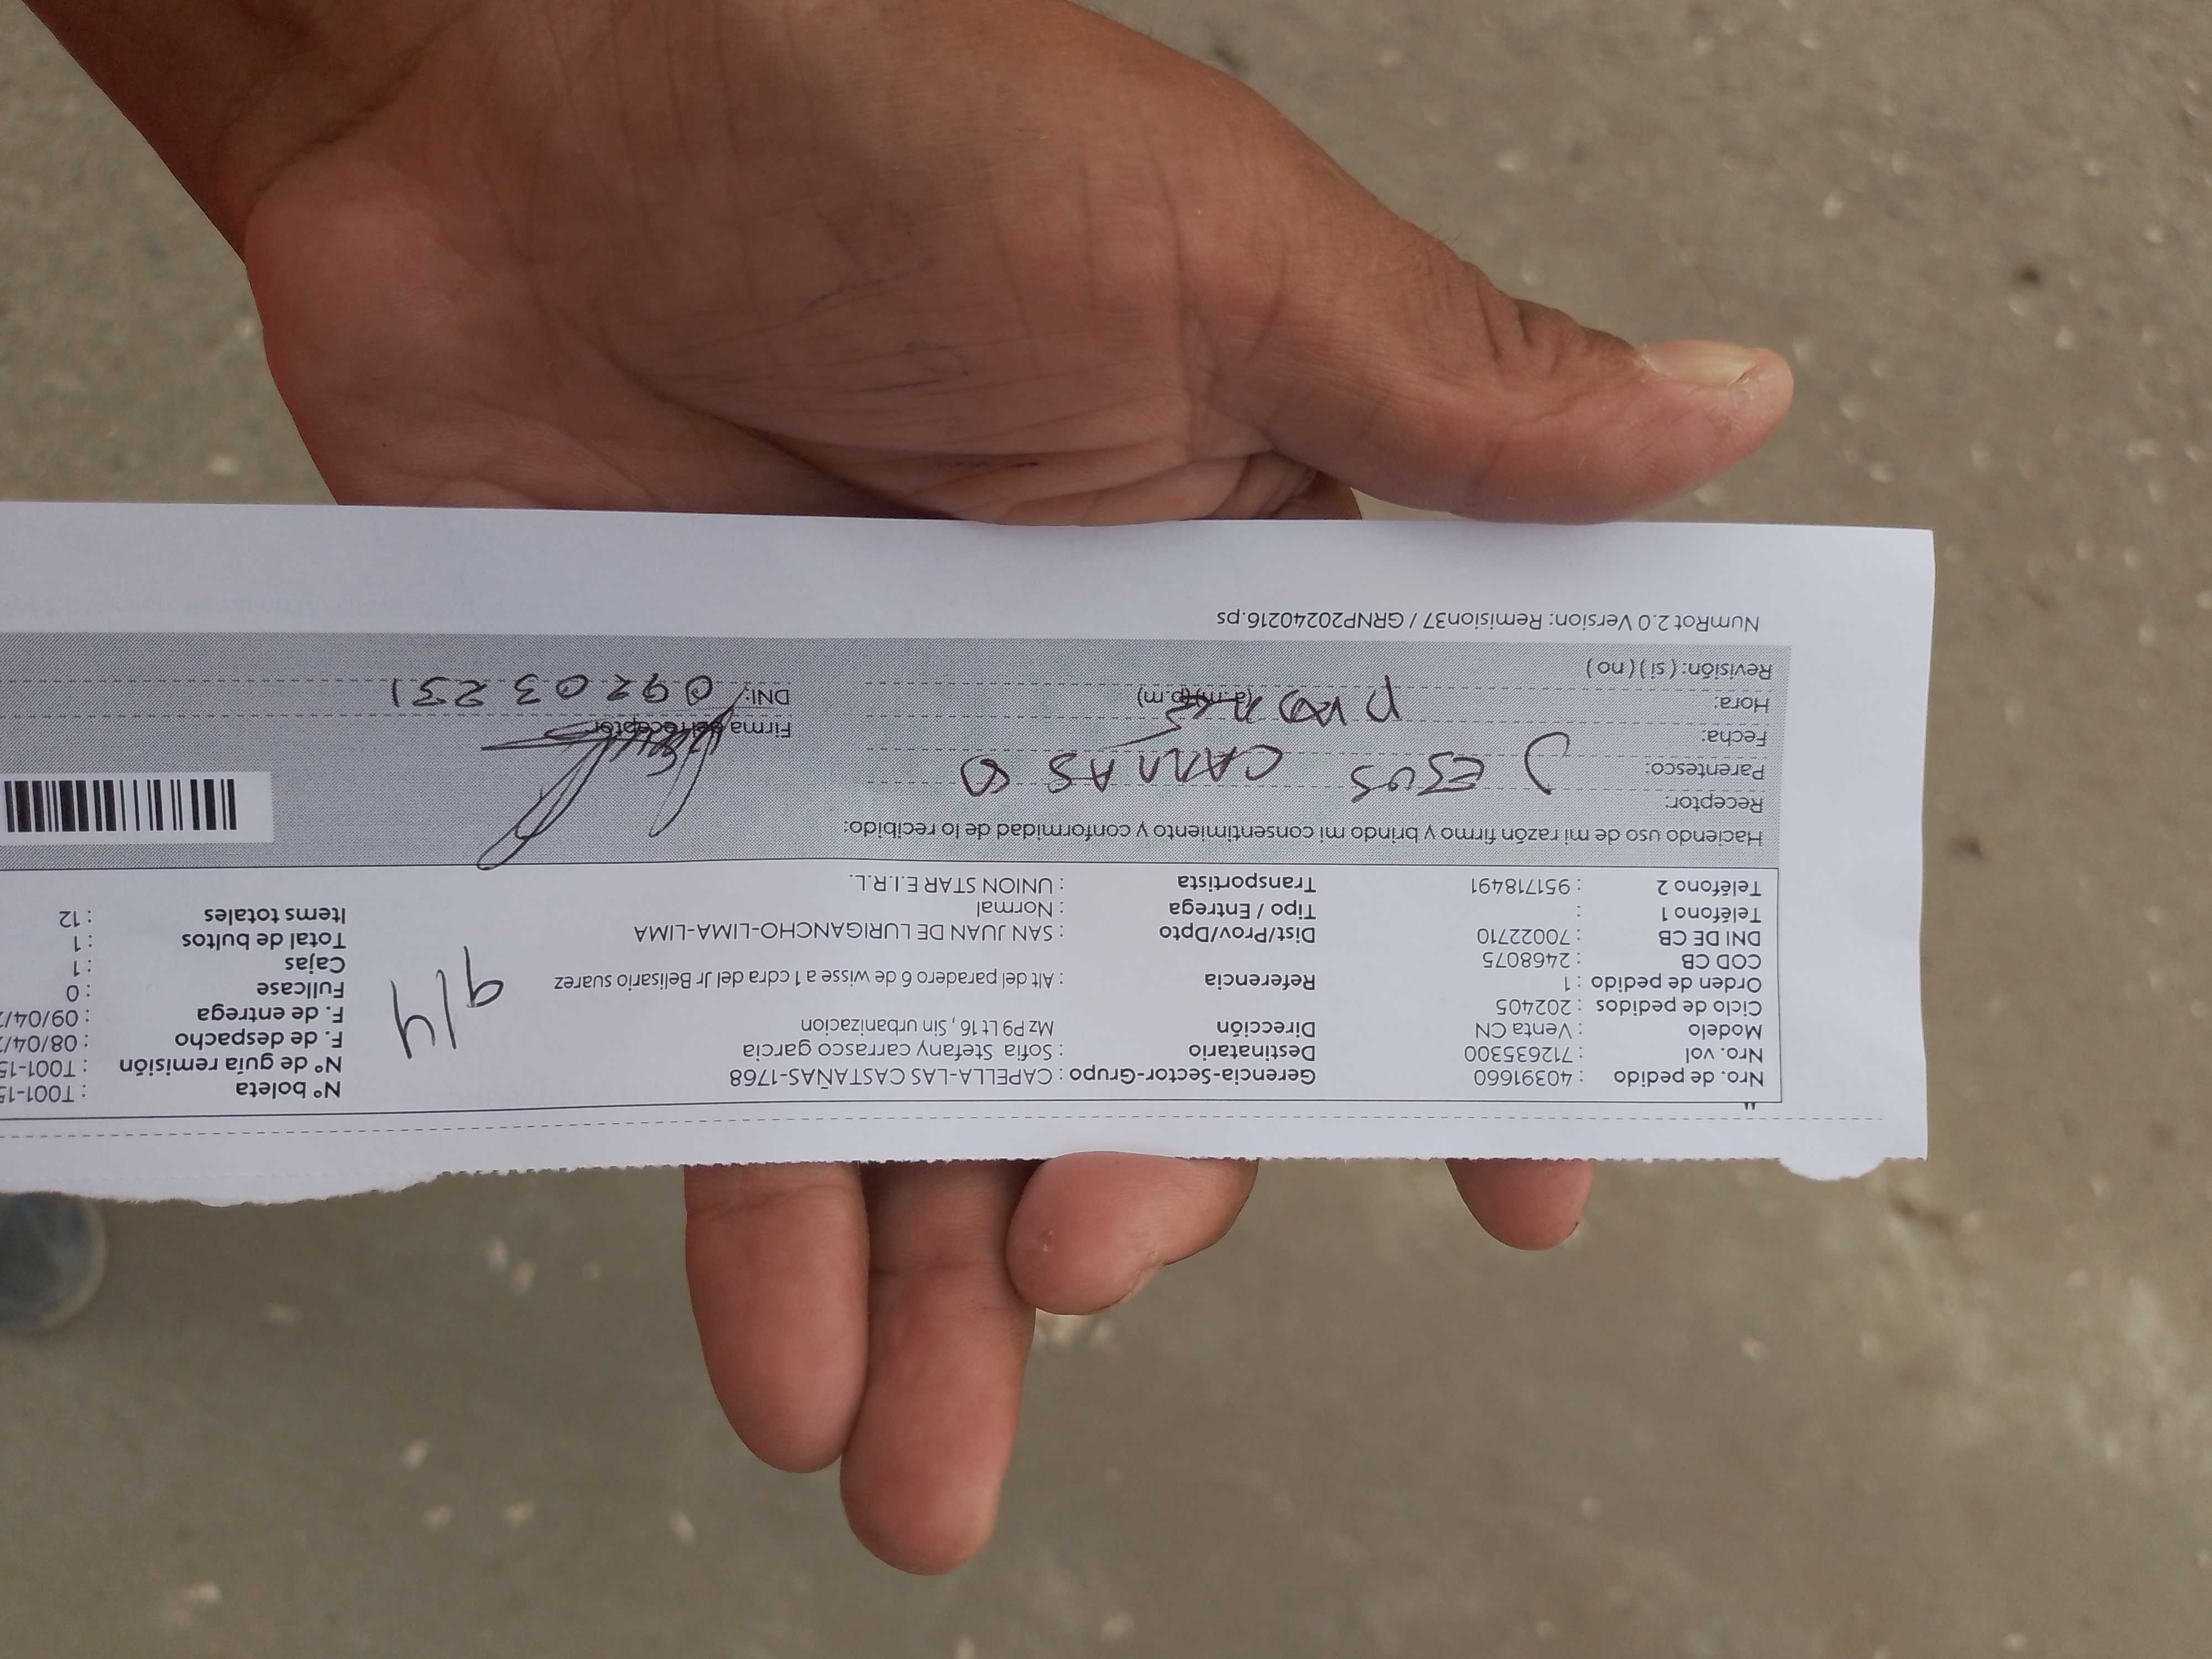 Nro. de pedido : 40391660 Gerencia-Sector-Grupo : CAPELLA-LAS CASTAÑAS-1768 N° boleta : T001-15
Nro. vol : 712635300 Destinatario : Sofia Stefany carrasco garcia N° de guía remisión : T001-15
Modelo : Venta CN Dirección Mz P9 Lt 16 , Sin urbanizacion F. de despacho : 08/04/
Ciclo de pedidos : 202405 F. de entrega : 09/04/
Orden de pedido : 1 Referencia : Alt del paradero 6 de wisse a 1 cdra del Jr Belisario suarez Fullcase : 0
COD CB : 2468075 Cajas : 1
DNI DE CB : 70022710 Dist/Prov/Dpto : SAN JUAN DE LURIGANCHO-LIMA-LIMA Total de bultos : 1
Teléfono 1 : Tipo / Entrega : Normal Items totales : 12
Teléfono 2 : 951718491 Transportista : UNION STAR E.I.R.L.
9/4
Haciendo uso de mi razón firmo y brindo mi consentimiento y conformidad de lo recibido:
Receptor:
Parentesco: JESUS
Fecha: Firma del receptor
Hora: (a.m) (p.m) DNI: 09203231
Revisión: ( si ) ( no )
NumRot 2.0 Version: Remision37 / GRNP20240216.ps